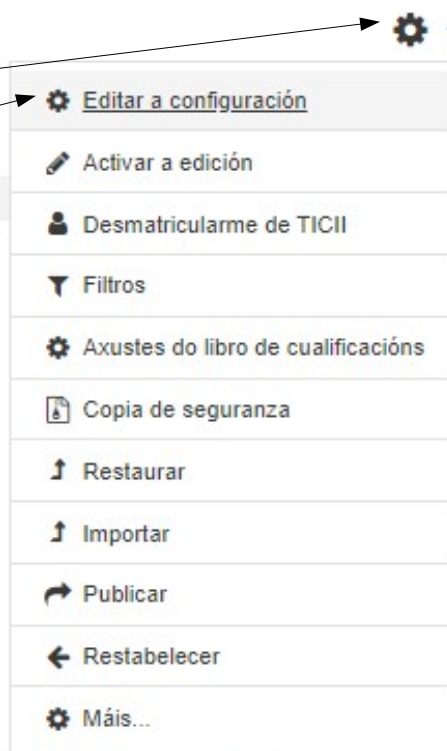 Editar a configuración
Activar a edición
Desmatricularme de TICII
Filtros
Axustes do libro de cualificacións
Copia de seguranza
Restaurar
Importar
Publicar
Restabelecer
Máis...